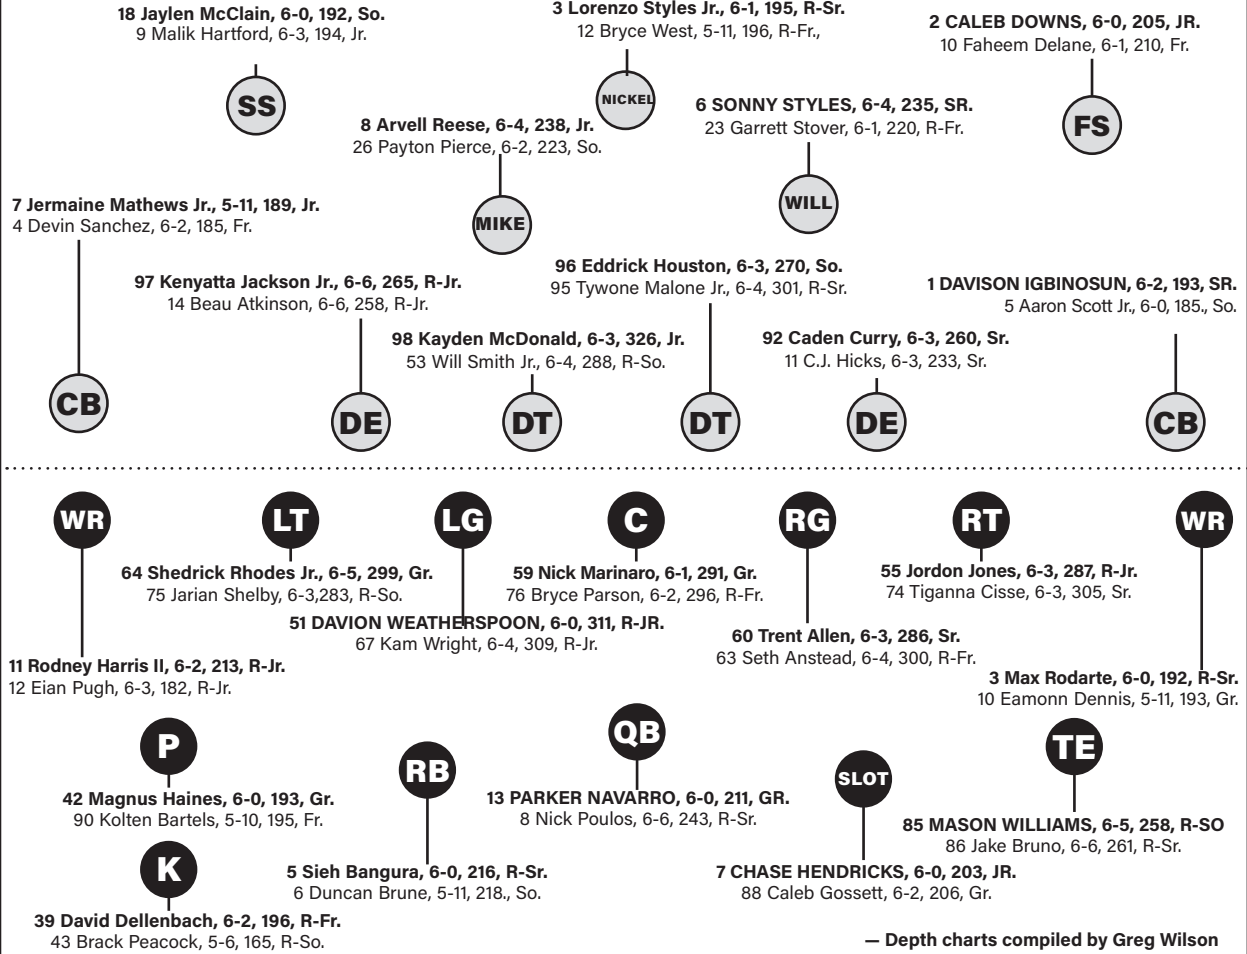 18 Jaylen McClain, 6-0, 192, So.
9 Malik Hartford, 6-3, 194, Jr.
SS
3 Lorenzo Styles Jr., 6-1, 195, R-Sr.
12 Bryce West, 5-11, 196, R-Fr.,
NICKEL
2 CALEB DOWNS, 6-0, 205, JR.
10 Faheem Delane, 6-1, 210, Fr.
FS
8 Arvell Reese, 6-4, 238, Jr.
26 Payton Pierce, 6-2, 223, So.
MIKE
6 SONNY STYLES, 6-4, 235, SR.
23 Garrett Stover, 6-1, 220, R-Fr.
WILL
7 Jermaine Mathews Jr., 5-11, 189, Jr.
4 Devin Sanchez, 6-2, 185, Fr.
CB
97 Kenyatta Jackson Jr., 6-6, 265, R-Jr.
14 Beau Atkinson, 6-6, 258, R-Jr.
DE
98 Kayden McDonald, 6-3, 326, Jr.
53 Will Smith Jr., 6-4, 288, R-So.
DT
96 Eddrick Houston, 6-3, 270, So.
95 Tywone Malone Jr., 6-4, 301, R-Sr.
DT
92 Caden Curry, 6-3, 260, Sr.
11 C.J. Hicks, 6-3, 233, Sr.
DE
1 DAVISON IGBINOSUN, 6-2, 193, SR.
5 Aaron Scott Jr., 6-0, 185., So.
CB
WR
11 Rodney Harris II, 6-2, 213, R-Jr.
12 Eian Pugh, 6-3, 182, R-Jr.
LT
64 Shedrick Rhodes Jr., 6-5, 299, Gr.
75 Jarian Shelby, 6-3,283, R-So.
LG
51 DAVION WEATHERSPOON, 6-0, 311, R-JR.
67 Kam Wright, 6-4, 309, R-Jr.
C
59 Nick Marinaro, 6-1, 291, Gr.
76 Bryce Parson, 6-2, 296, R-Fr.
RG
60 Trent Allen, 6-3, 286, Sr.
63 Seth Anstead, 6-4, 300, R-Fr.
RT
55 Jordon Jones, 6-3, 287, R-Jr.
74 Tiganna Cisse, 6-3, 305, Sr.
WR
3 Max Rodarte, 6-0, 192, R-Sr.
10 Eamonn Dennis, 5-11, 193, Gr.
P
42 Magnus Haines, 6-0, 193, Gr.
90 Kolten Bartels, 5-10, 195, Fr.
K
39 David Dellenbach, 6-2, 196, R-Fr.
43 Brack Peacock, 5-6, 165, R-So.
RB
5 Sieh Bangura, 6-0, 216, R-Sr.
6 Duncan Brune, 5-11, 218., So.
QB
13 PARKER NAVARRO, 6-0, 211, GR.
8 Nick Poulos, 6-6, 243, R-Sr.
SLOT
7 CHASE HENDRICKS, 6-0, 203, JR.
88 Caleb Gossett, 6-2, 206, Gr.
TE
85 MASON WILLIAMS, 6-5, 258, R-SO
86 Jake Bruno, 6-6, 261, R-Sr.
— Depth charts compiled by Greg Wilson